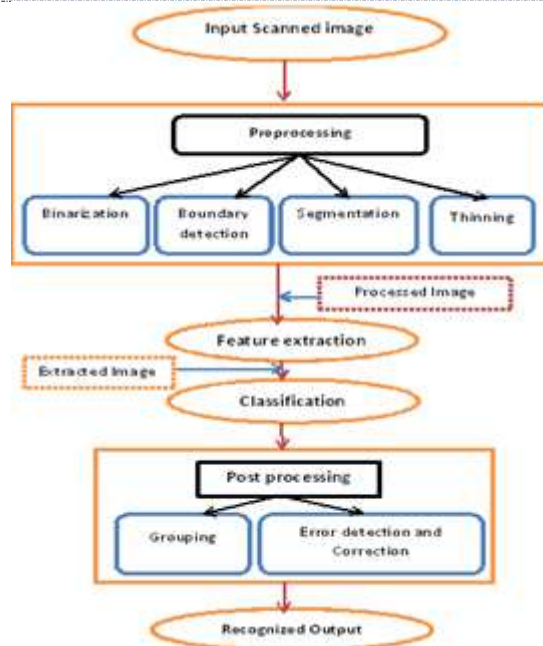 Input Scanned image
Preprocessing
Binarization
Boundary
detection
Segmentation
Thinning
Processed Image
Feature extraction
Extracted Image
Classification
Post processing
Grouping
Error detection and
Correction
Recognized Output